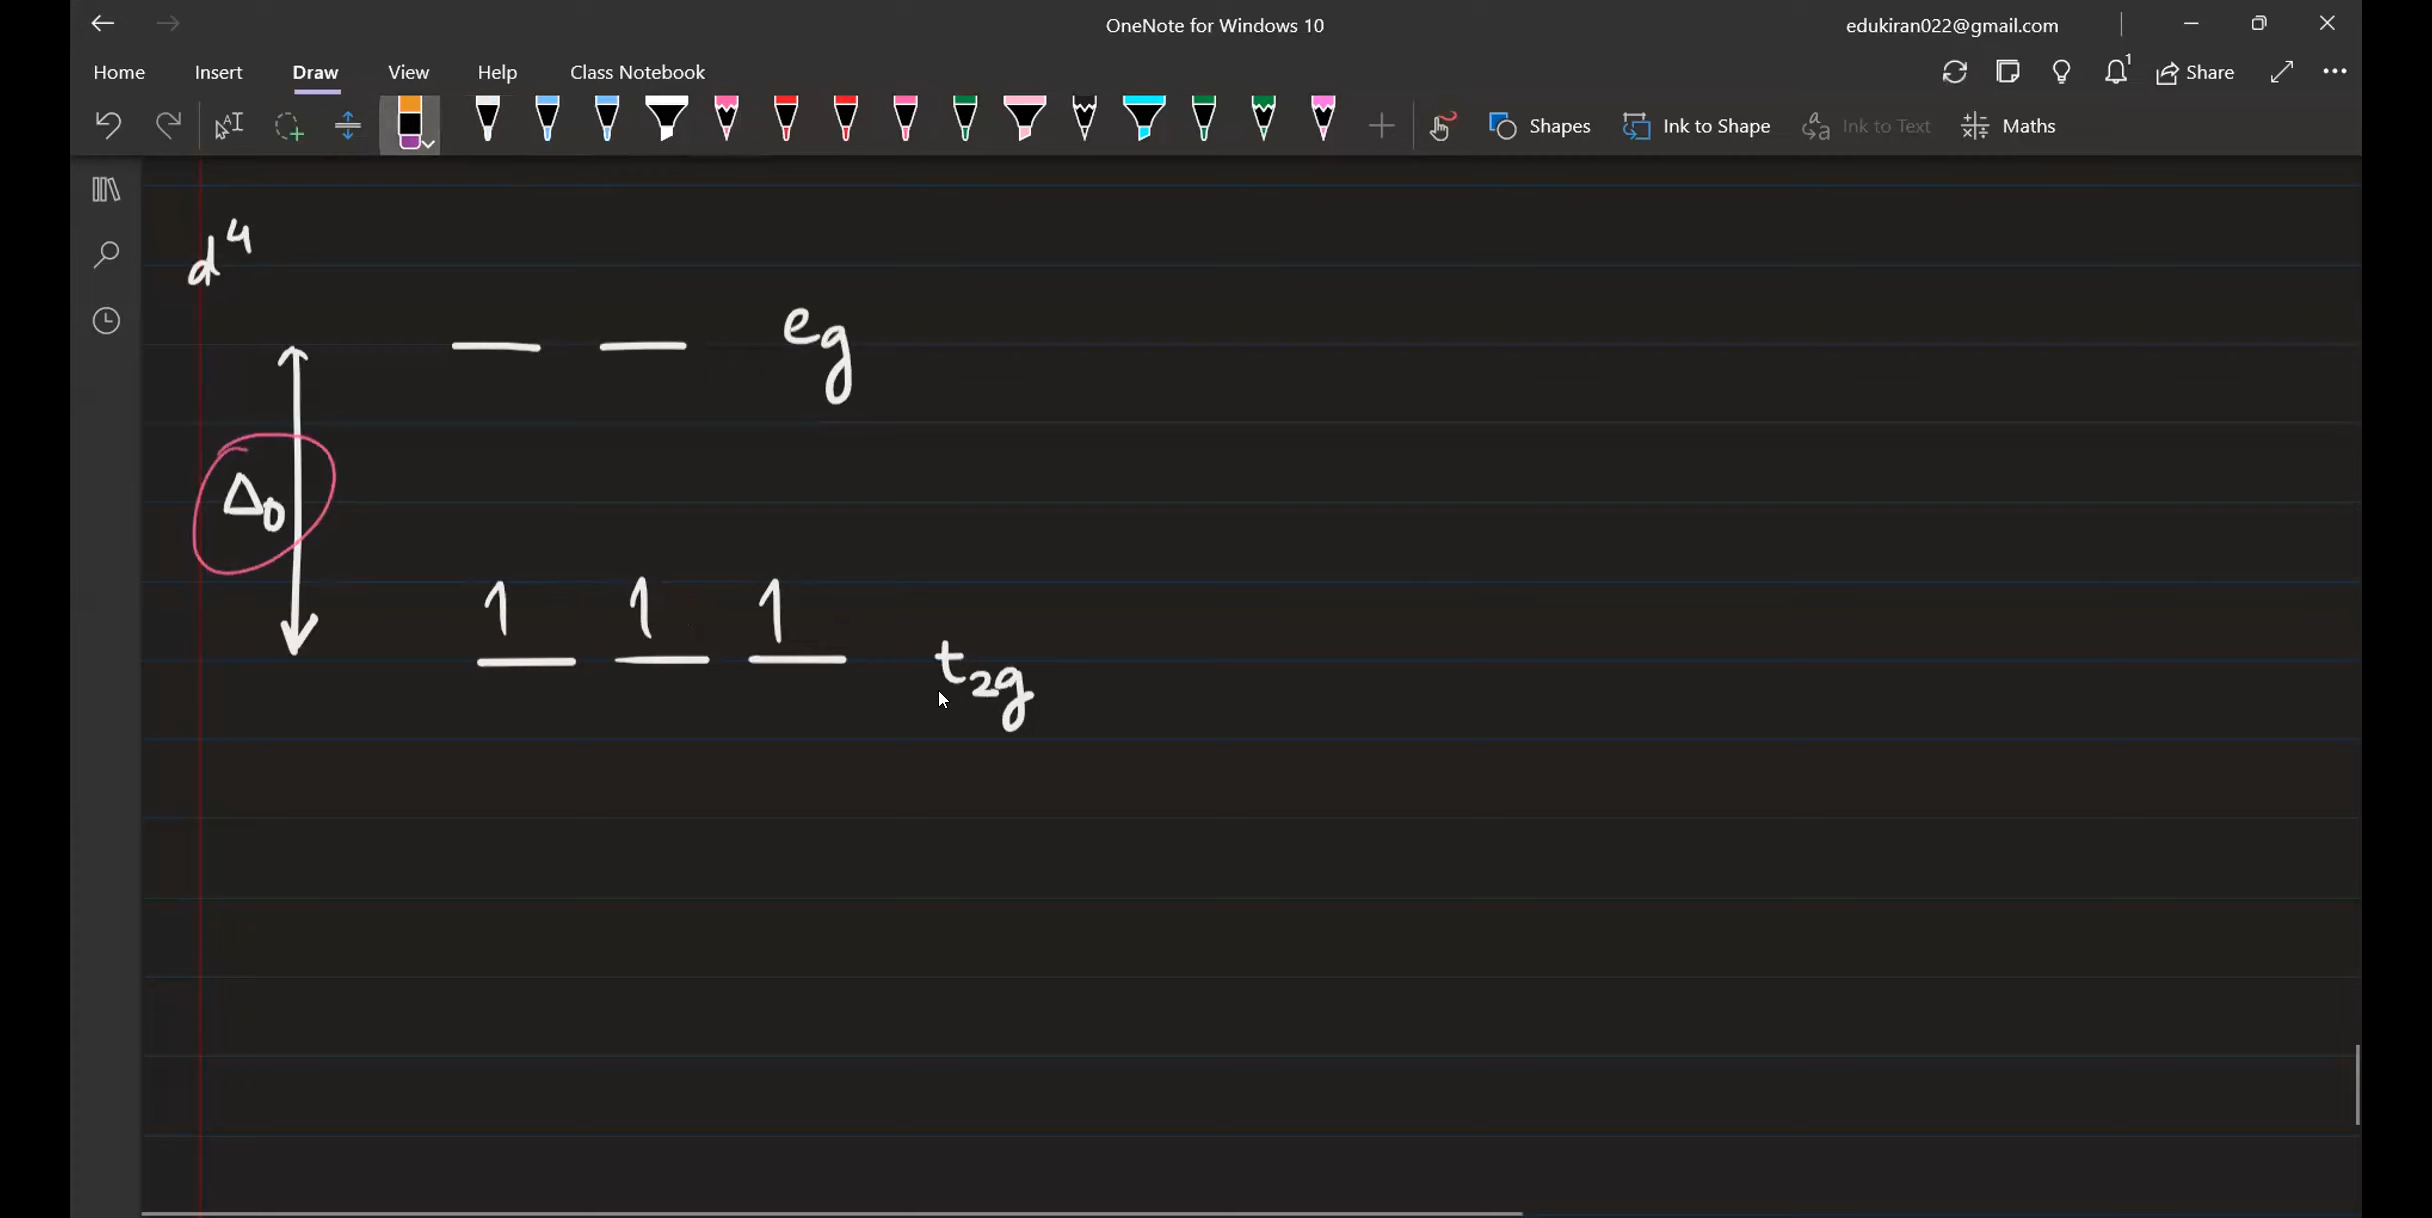 OneNote for Windows 10
edukiran022@gmail.com
Home Insert Draw View Help Class Notebook
Share
Shapes Ink to Shape Ink to Text Maths
d⁴
eg
Δ₀
1 1 1
t₂g